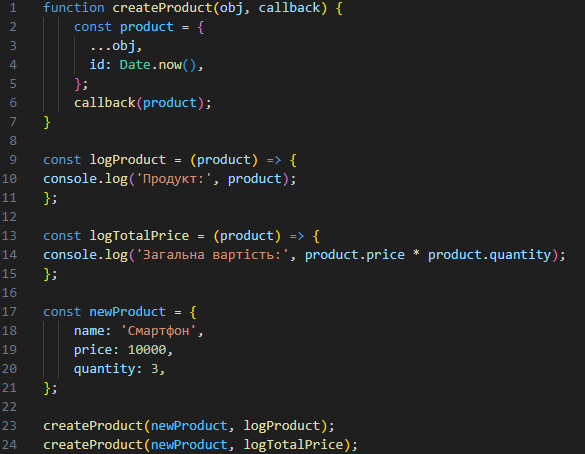 1 function createProduct(obj, callback) {
2     const product = {
3       ...obj,
4       id: Date.now(),
5     };
6     callback(product);
7 }
8
9 const logProduct = (product) => {
10 console.log('Продукт:', product);
11 };
12
13 const logTotalPrice = (product) => {
14 console.log('Загальна вартість:', product.price * product.quantity);
15 };
16
17 const newProduct = {
18     name: 'Смартфон',
19     price: 10000,
20     quantity: 3,
21 };
22
23 createProduct(newProduct, logProduct);
24 createProduct(newProduct, logTotalPrice);